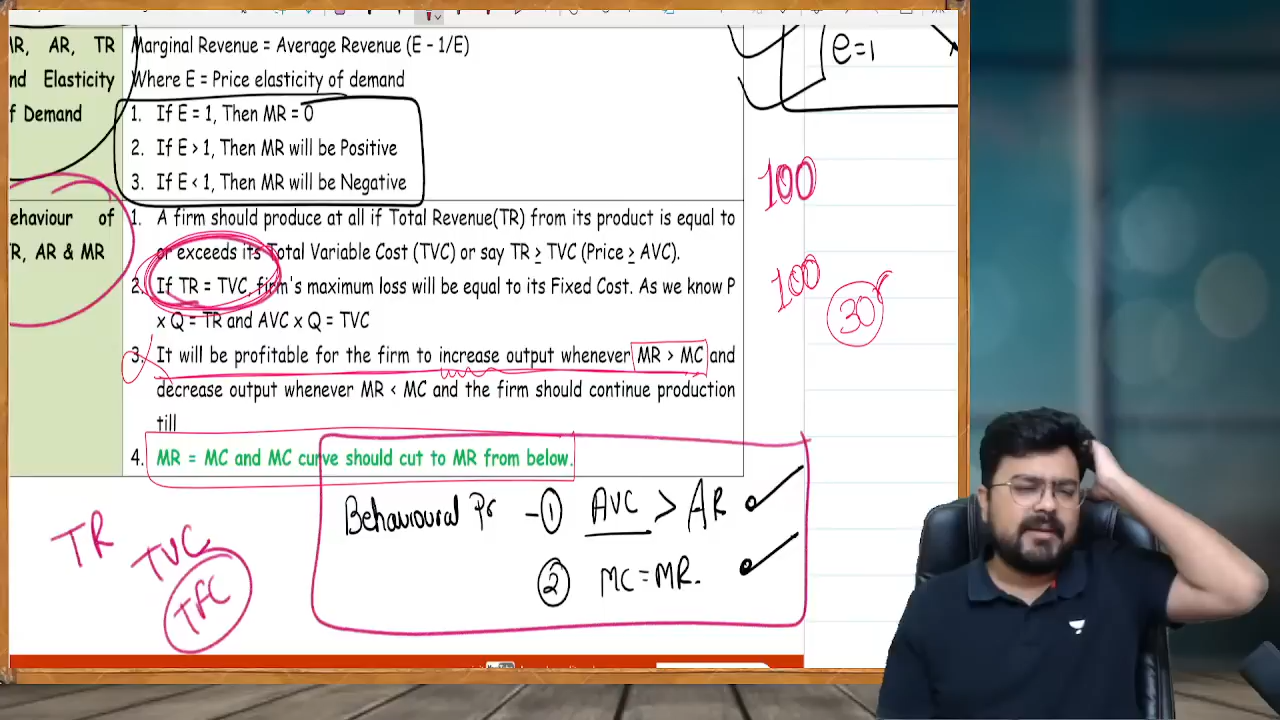 MR, AR, TR
nd Elasticity
f Demand
Marginal Revenue = Average Revenue (E - 1/E)
Where E = Price elasticity of demand
1. If E = 1, Then MR = 0
2. If E > 1, Then MR will be Positive
3. If E < 1, Then MR will be Negative
ehaviour of
R, AR & MR
1. A firm should produce at all if Total Revenue(TR) from its product is equal to
or exceeds its Total Variable Cost (TVC) or say TR ≥ TVC (Price ≥ AVC).
2. If TR = TVC, firm's maximum loss will be equal to its Fixed Cost. As we know P
x Q = TR and AVC x Q = TVC
3. It will be profitable for the firm to increase output whenever MR > MC and
decrease output whenever MR < MC and the firm should continue production
till
4. MR = MC and MC curve should cut to MR from below.
Behavioural Pr - ① AVC > AR
② MC = MR.
TR
TVC
TFC
e=1
100
100
30